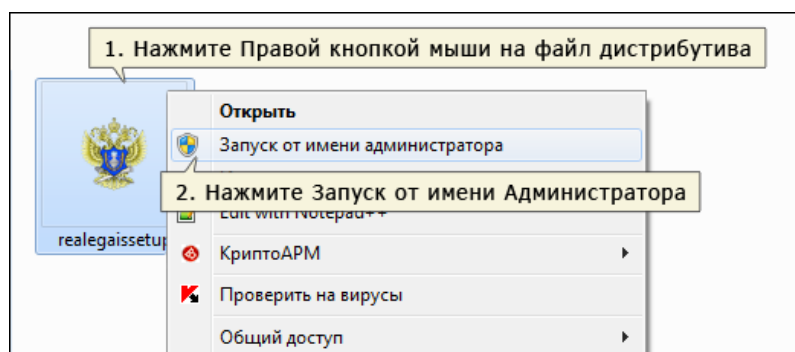 1. Нажмите Правой кнопкой мыши на файл дистрибутива
Открыть
Запуск от имени администратора
2. Нажмите Запуск от имени Администратора
Edit with Notepad++
realegaissetup
КриптоАРМ
Проверить на вирусы
Общий доступ